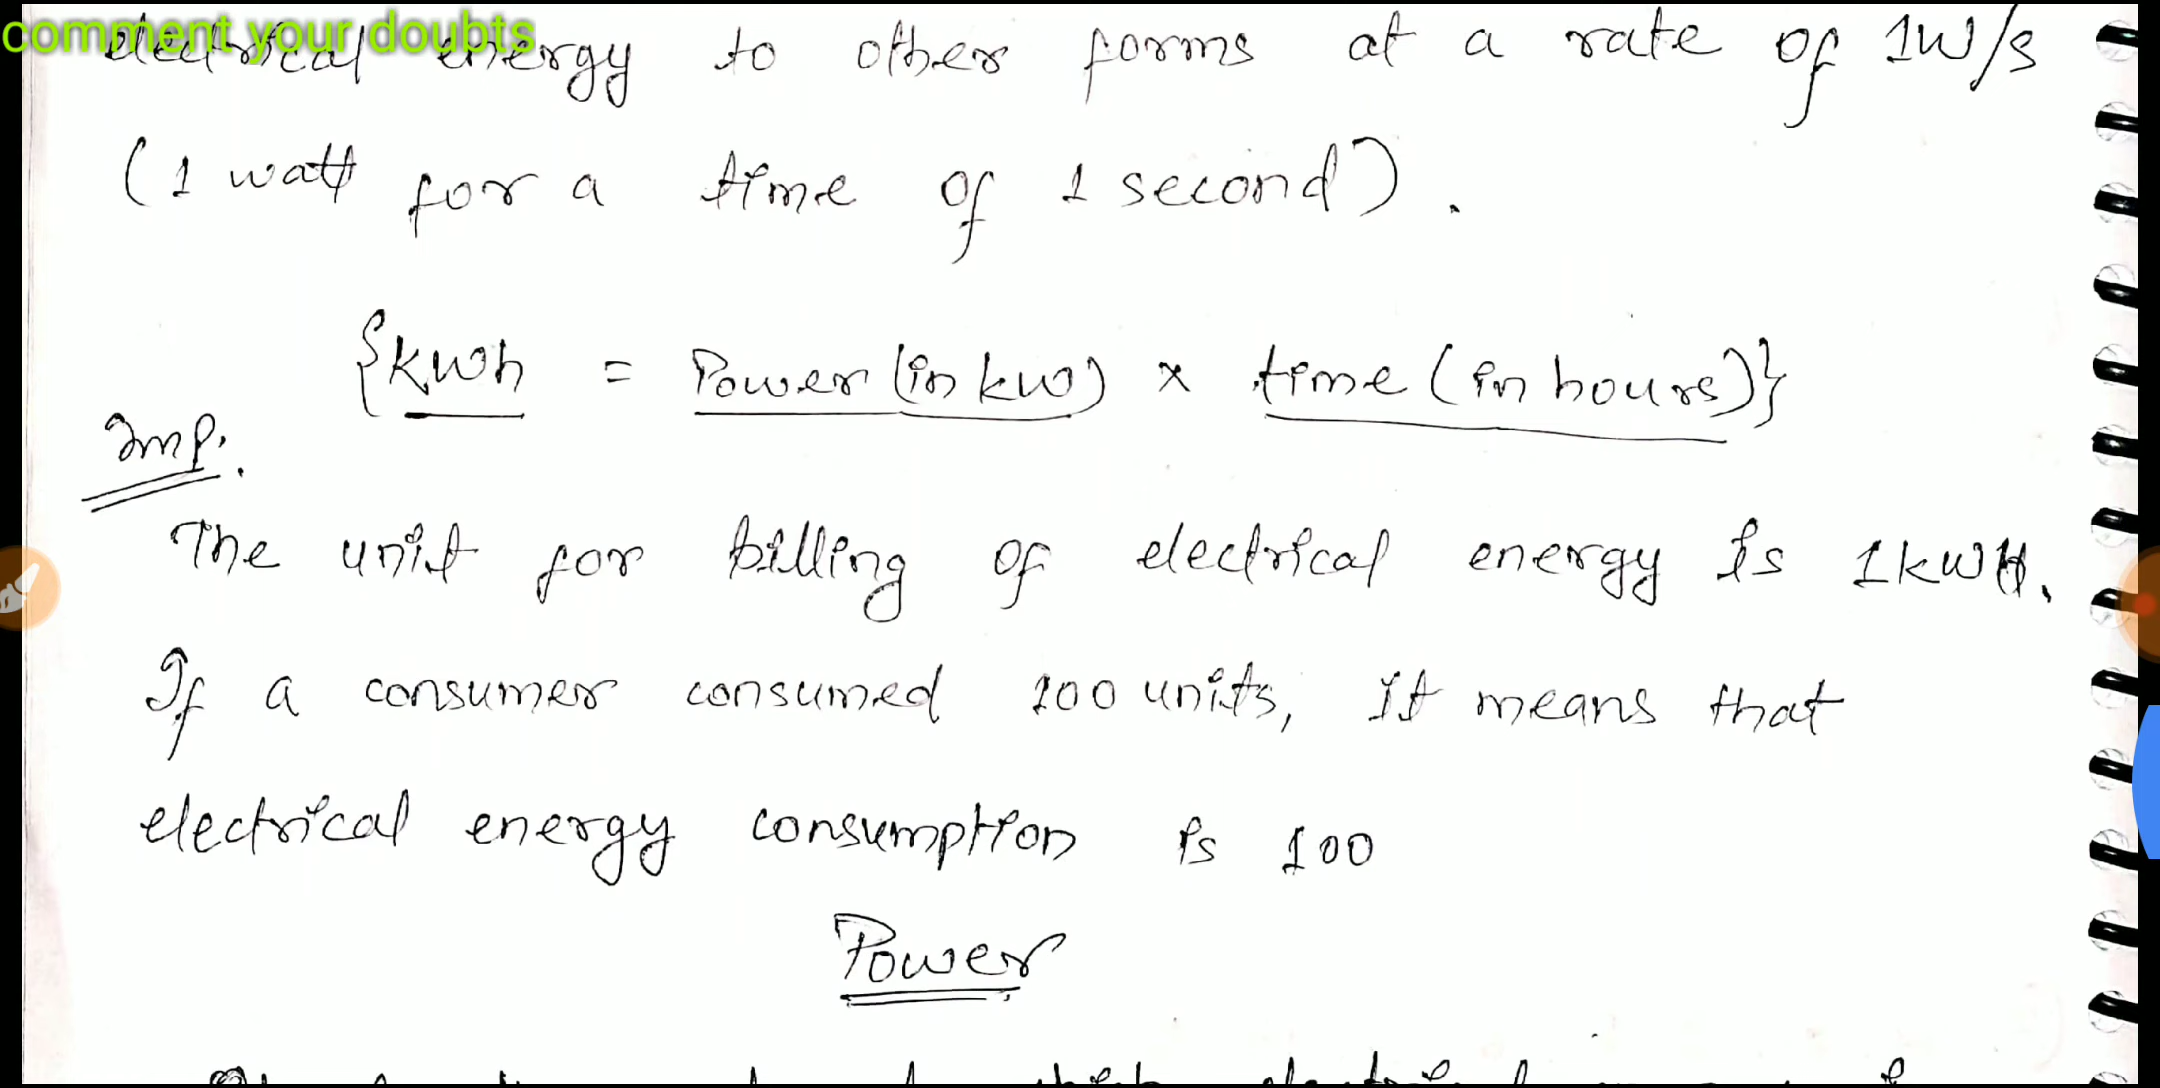 comment your doubts
electrical energy to other forms at a rate of 1W/s
(1 watt for a time of 1 second).
{kwh = Power (in kw) x time (in hours)}
Imp.
The unit for billing of electrical energy is 1kWH.
If a consumer consumed 100 units, It means that
electrical energy consumption is 100
Power